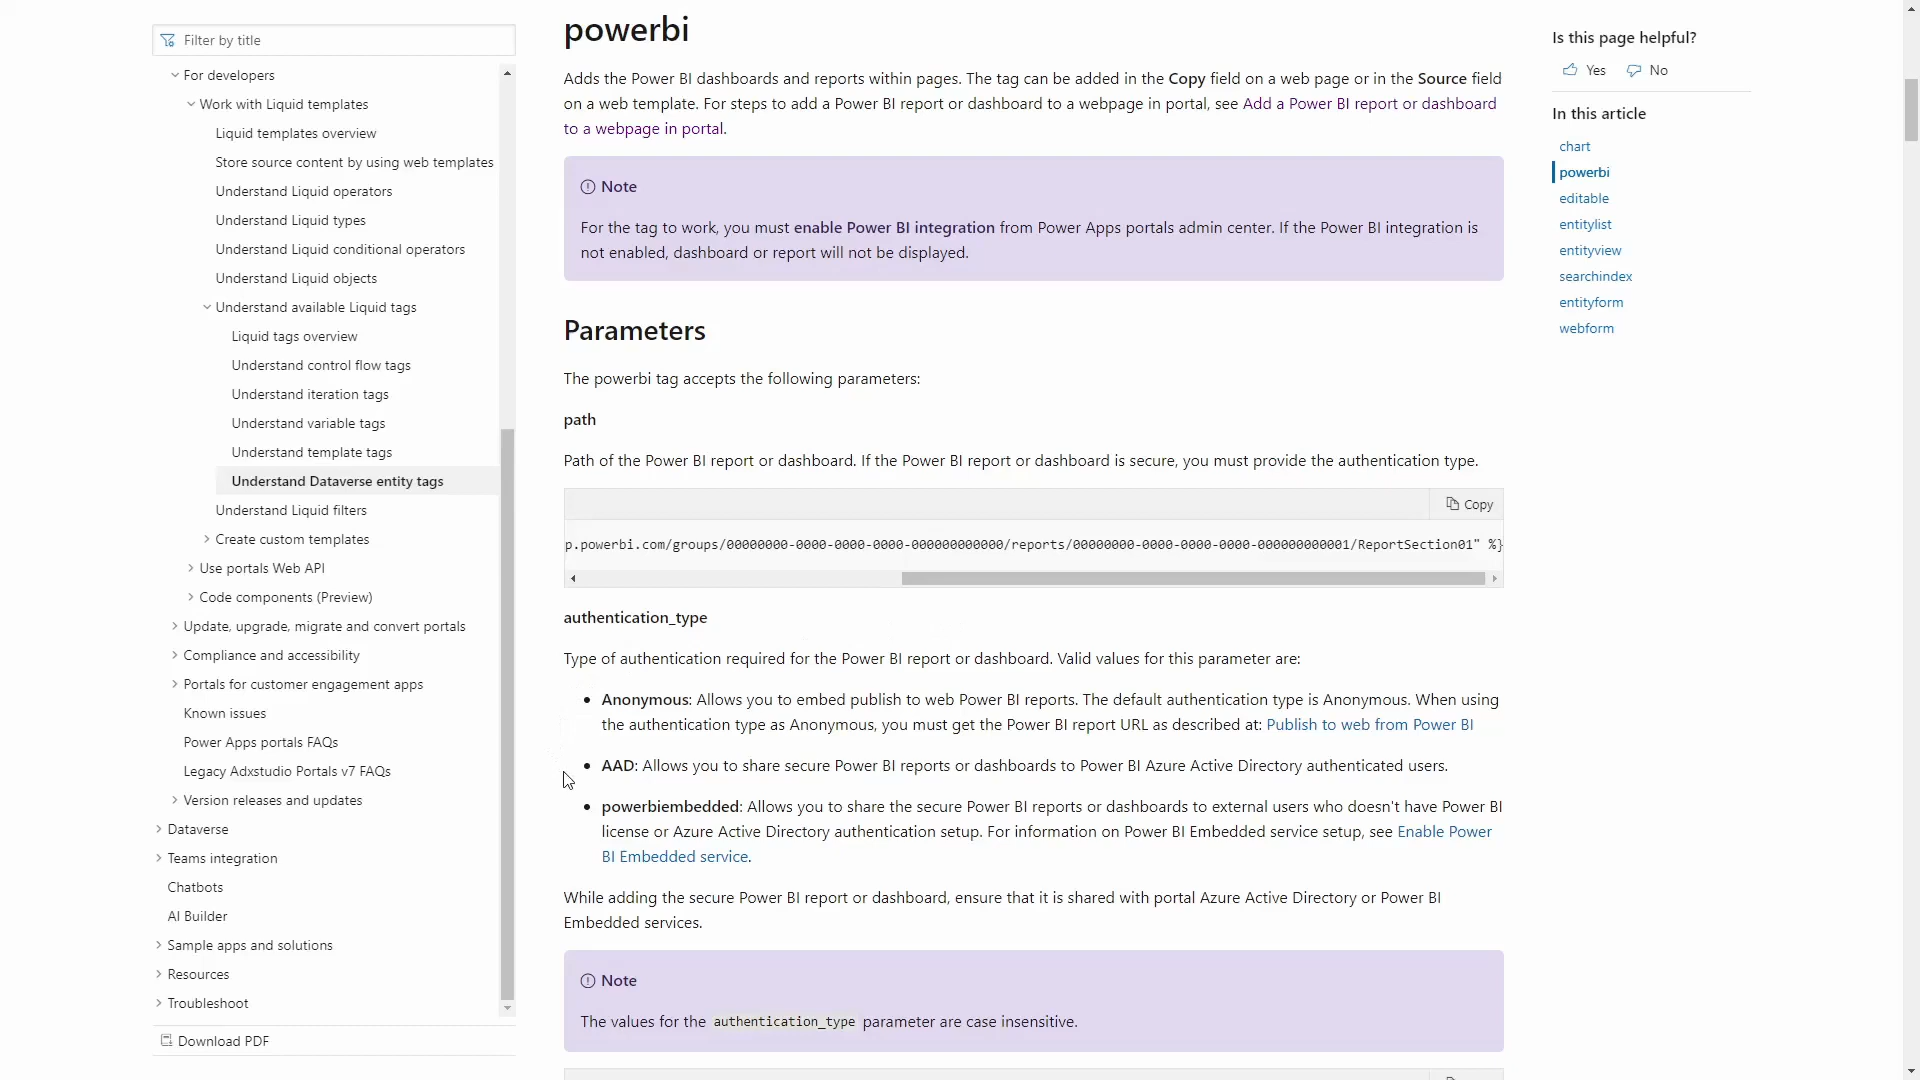 Filter by title
For developers
Work with Liquid templates
Liquid templates overview
Store source content by using web templates
Understand Liquid operators
Understand Liquid types
Understand Liquid conditional operators
Understand Liquid objects
Understand available Liquid tags
Liquid tags overview
Understand control flow tags
Understand iteration tags
Understand variable tags
Understand template tags
Understand Dataverse entity tags
Understand Liquid filters
Create custom templates
Use portals Web API
Code components (Preview)
Update, upgrade, migrate and convert portals
Compliance and accessibility
Portals for customer engagement apps
Known issues
Power Apps portals FAQs
Legacy Adxstudio Portals v7 FAQs
Version releases and updates
Dataverse
Teams integration
Chatbots
AI Builder
Sample apps and solutions
Resources
Troubleshoot
Download PDF
powerbi
Adds the Power BI dashboards and reports within pages. The tag can be added in the Copy field on a web page or in the Source field
on a web template. For steps to add a Power BI report or dashboard to a webpage in portal, see Add a Power BI report or dashboard
to a webpage in portal.
Note
For the tag to work, you must enable Power BI integration from Power Apps portals admin center. If the Power BI integration is
not enabled, dashboard or report will not be displayed.
Parameters
The powerbi tag accepts the following parameters:
path
Path of the Power BI report or dashboard. If the Power BI report or dashboard is secure, you must provide the authentication type.
Copy
p.powerbi.com/groups/00000000-0000-0000-0000-000000000000/reports/00000000-0000-0000-0000-000000000001/ReportSection01" %}
authentication_type
Type of authentication required for the Power BI report or dashboard. Valid values for this parameter are:
• Anonymous: Allows you to embed publish to web Power BI reports. The default authentication type is Anonymous. When using
the authentication type as Anonymous, you must get the Power BI report URL as described at: Publish to web from Power BI
• AAD: Allows you to share secure Power BI reports or dashboards to Power BI Azure Active Directory authenticated users.
• powerbiembedded: Allows you to share the secure Power BI reports or dashboards to external users who doesn't have Power BI
license or Azure Active Directory authentication setup. For information on Power BI Embedded service setup, see Enable Power
BI Embedded service.
While adding the secure Power BI report or dashboard, ensure that it is shared with portal Azure Active Directory or Power BI
Embedded services.
Note
The values for the authentication_type parameter are case insensitive.
Is this page helpful?
Yes No
In this article
chart
powerbi
editable
entitylist
entityview
searchindex
entityform
webform